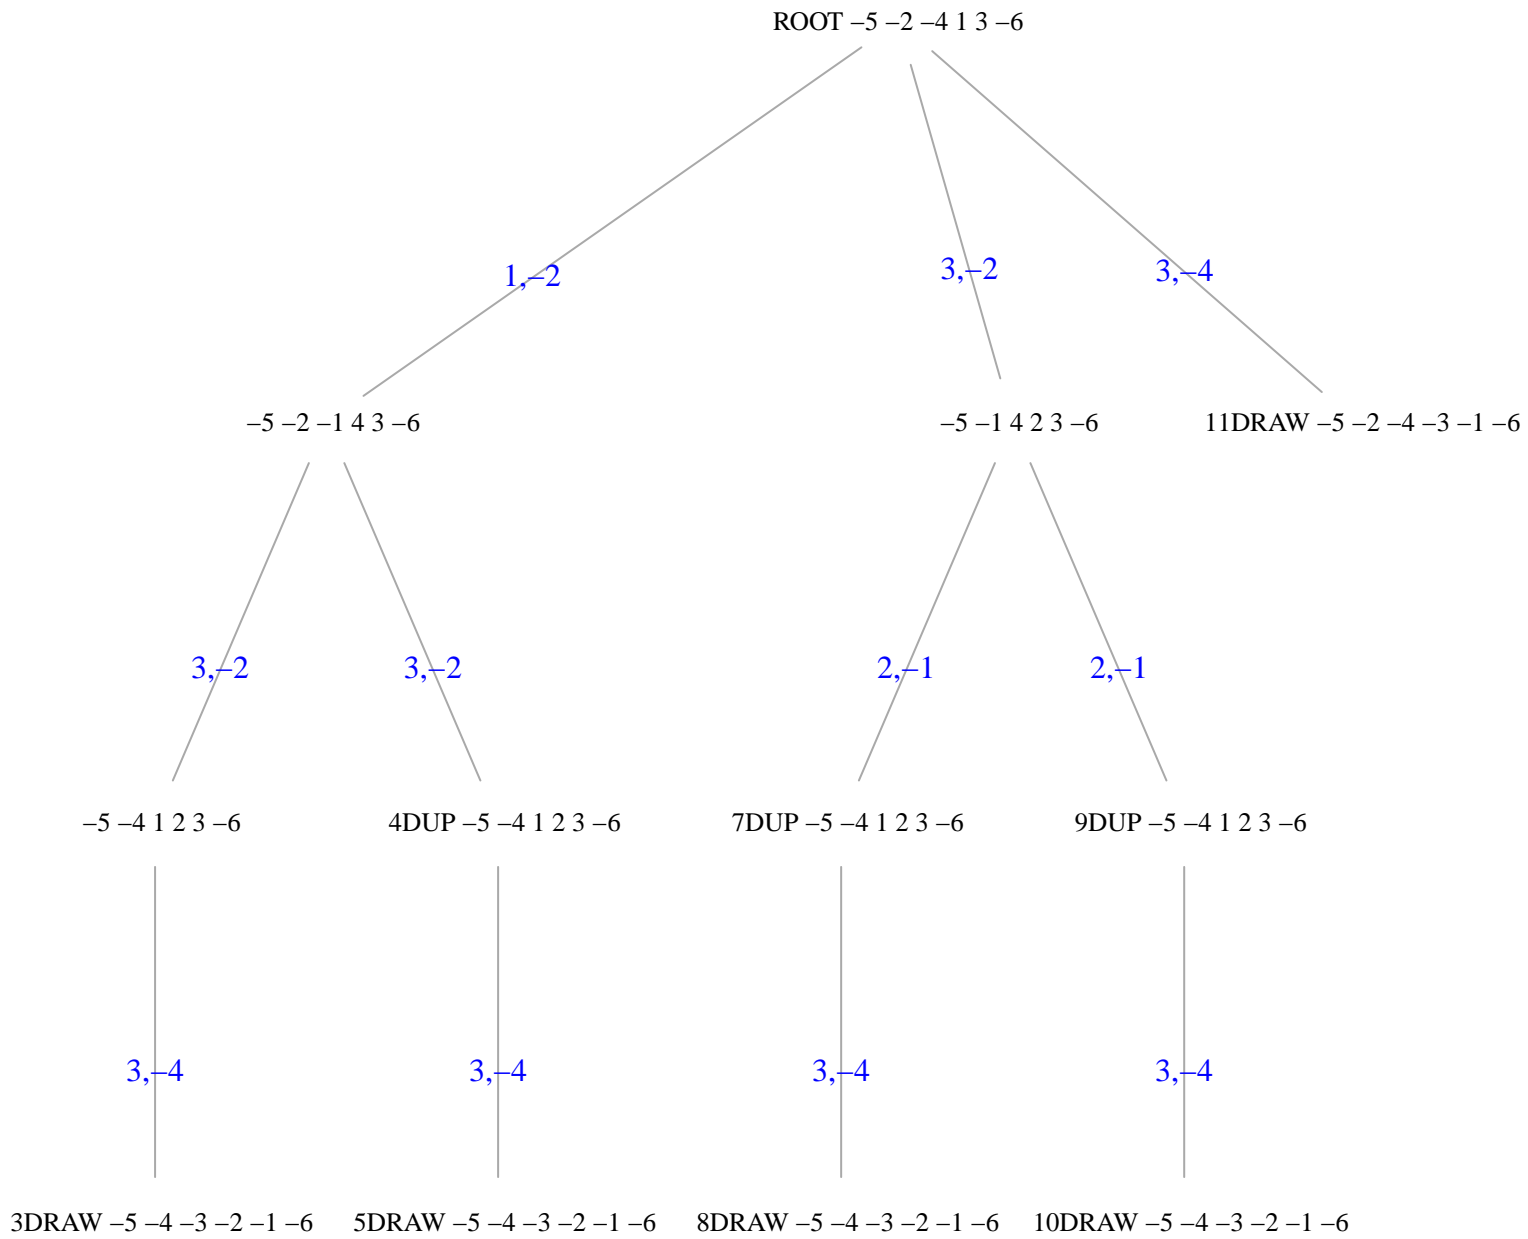 ROOT –5 –2 –4 1 3 –6
1,–2
3,–2
3,–4
–5 –2 –1 4 3 –6
–5 –1 4 2 3 –6
11DRAW –5 –2 –4 –3 –1 –6
3,–2
3,–2
2,–1
2,–1
–5 –4 1 2 3 –6
4DUP –5 –4 1 2 3 –6
7DUP –5 –4 1 2 3 –6
9DUP –5 –4 1 2 3 –6
3,–4
3,–4
3,–4
3,–4
3DRAW –5 –4 –3 –2 –1 –6
5DRAW –5 –4 –3 –2 –1 –6
8DRAW –5 –4 –3 –2 –1 –6
10DRAW –5 –4 –3 –2 –1 –6